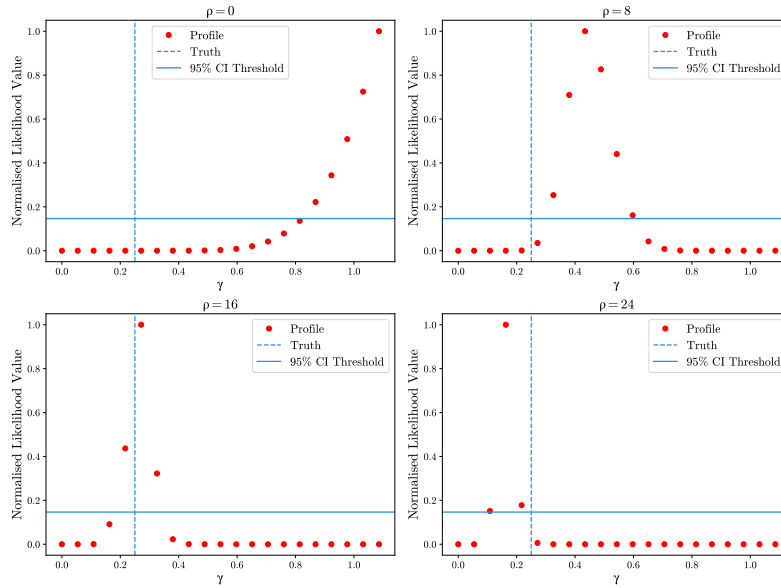 ρ = 0
Normalised Likelihood Value
1.0
0.8
0.6
0.4
0.2
0.0
Profile
Truth
95% CI Threshold
0.0 0.2 0.4 0.6 0.8 1.0
γ
ρ = 8
Normalised Likelihood Value
1.0
0.8
0.6
0.4
0.2
0.0
Profile
Truth
95% CI Threshold
0.0 0.2 0.4 0.6 0.8 1.0
γ
ρ = 16
Normalised Likelihood Value
1.0
0.8
0.6
0.4
0.2
0.0
Profile
Truth
95% CI Threshold
0.0 0.2 0.4 0.6 0.8 1.0
γ
ρ = 24
Normalised Likelihood Value
1.0
0.8
0.6
0.4
0.2
0.0
Profile
Truth
95% CI Threshold
0.0 0.2 0.4 0.6 0.8 1.0
γ